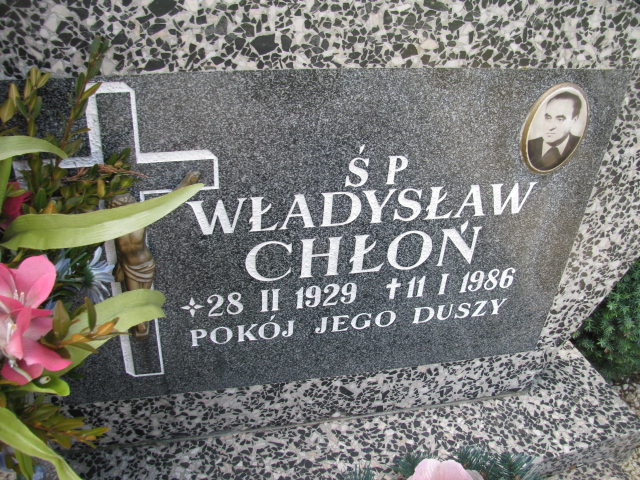 Ś P
WŁADYSŁAW
CHŁOŃ
✧28 II 1929 †11 I 1986
POKÓJ JEGO DUSZY